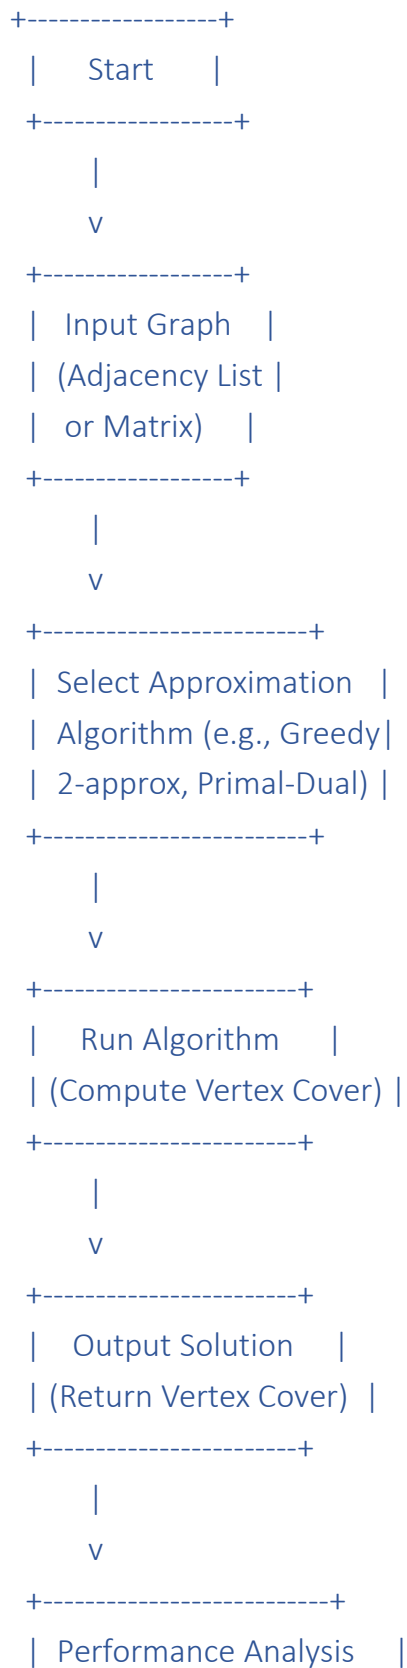 +------------------+
|      Start       |
+------------------+
|
v
+------------------+
|   Input Graph    |
|  (Adjacency List |
|   or Matrix)     |
+------------------+
|
v
+-------------------------+
|  Select Approximation   |
|  Algorithm (e.g., Greedy|
|  2-approx, Primal-Dual) |
+-------------------------+
|
v
+------------------------+
|     Run Algorithm      |
| (Compute Vertex Cover) |
+------------------------+
|
v
+------------------------+
|    Output Solution     |
| (Return Vertex Cover)  |
+------------------------+
|
v
+---------------------------+
|  Performance Analysis     |